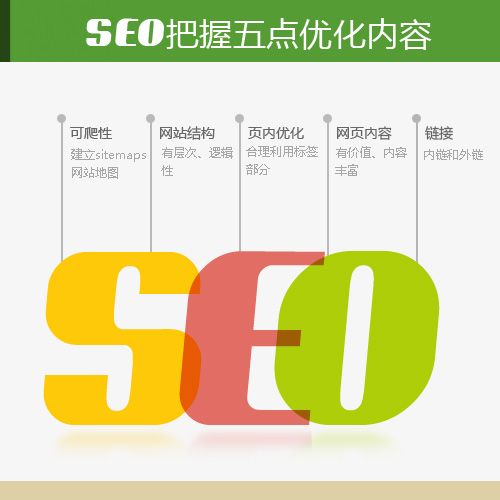 SEO把握五点优化内容
可爬性
建立sitemaps
网站地图
网站结构
有层次、逻辑
性
页内优化
合理利用标签
部分
网页内容
有价值、内容
丰富
链接
内链和外链
SEO